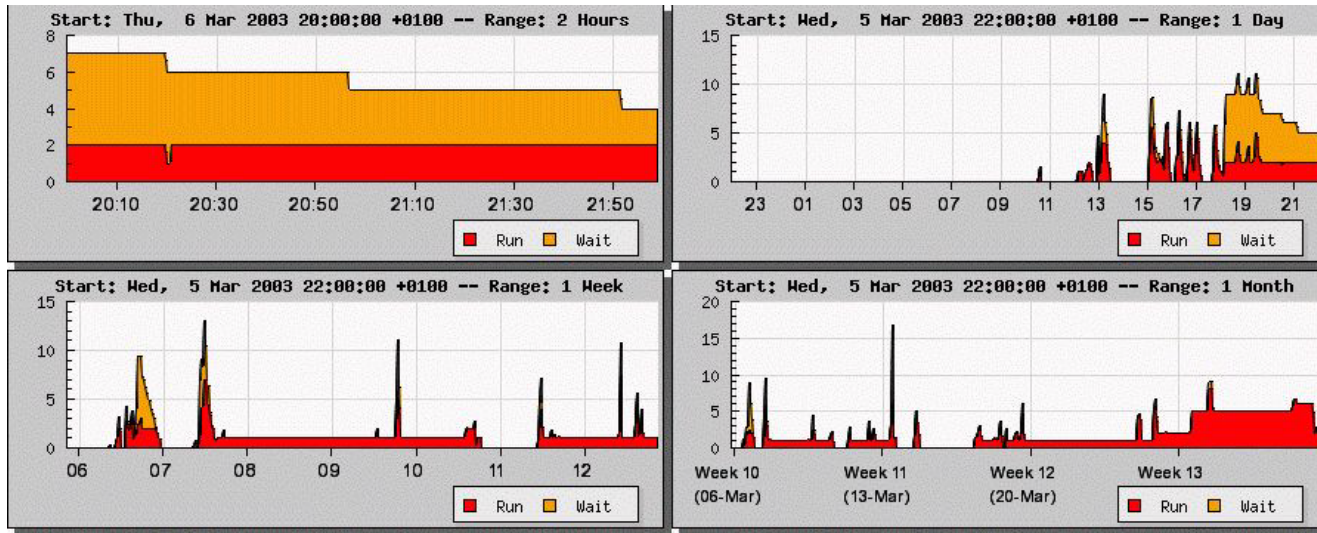 Start: Thu,  6 Mar 2003 20:00:00 +0100 -- Range: 2 Hours
8
6
4
2
0
20:10 20:30 20:50 21:10 21:30 21:50
Run Wait
Start: Wed,  5 Mar 2003 22:00:00 +0100 -- Range: 1 Day
15
10
5
0
23 01 03 05 07 09 11 13 15 17 19 21
Run Wait
Start: Wed,  5 Mar 2003 22:00:00 +0100 -- Range: 1 Week
15
10
5
0
06 07 08 09 10 11 12
Run Wait
Start: Wed,  5 Mar 2003 22:00:00 +0100 -- Range: 1 Month
20
15
10
5
0
Week 10 Week 11 Week 12 Week 13
(06-Mar) (13-Mar) (20-Mar)
Run Wait